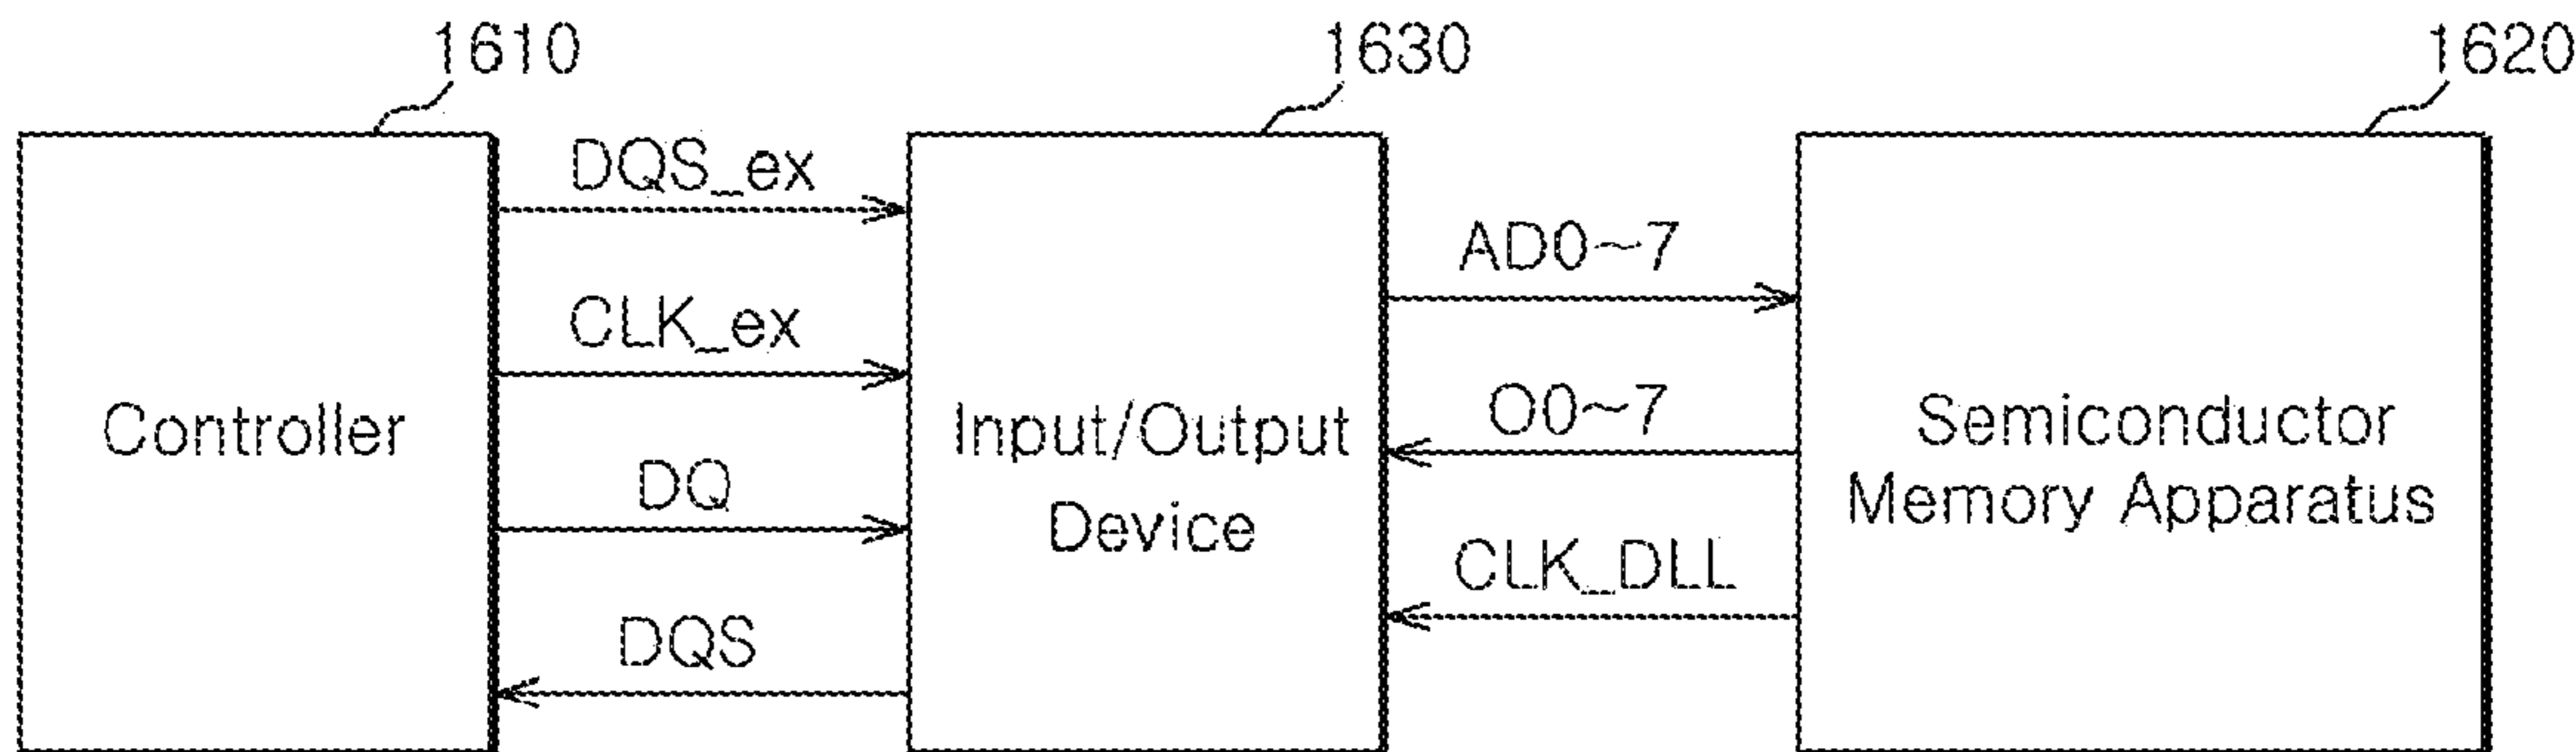 1610
1630
1620
DQS_ex
CLK_ex
DQ
DQS
Controller
Input/Output
Device
AD0~7
O0~7
CLK_DLL
Semiconductor
Memory Apparatus